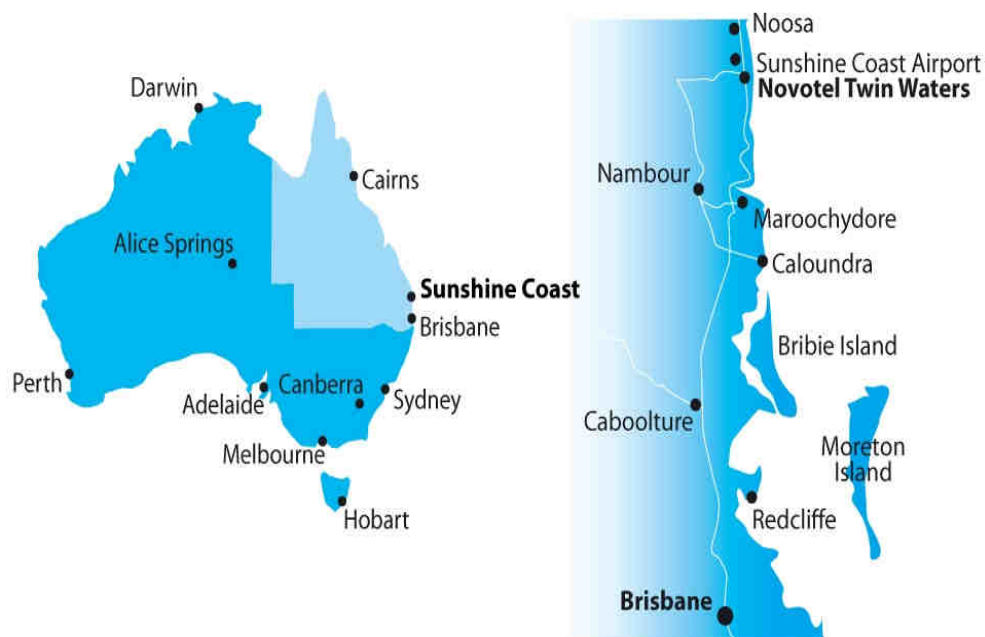 Darwin
Cairns
Alice Springs
Sunshine Coast
Brisbane
Perth
Adelaide
Canberra
Sydney
Melbourne
Hobart
Noosa
Sunshine Coast Airport
Novotel Twin Waters
Nambour
Maroochydore
Caloundra
Bribie Island
Caboolture
Moreton
Island
Redcliffe
Brisbane